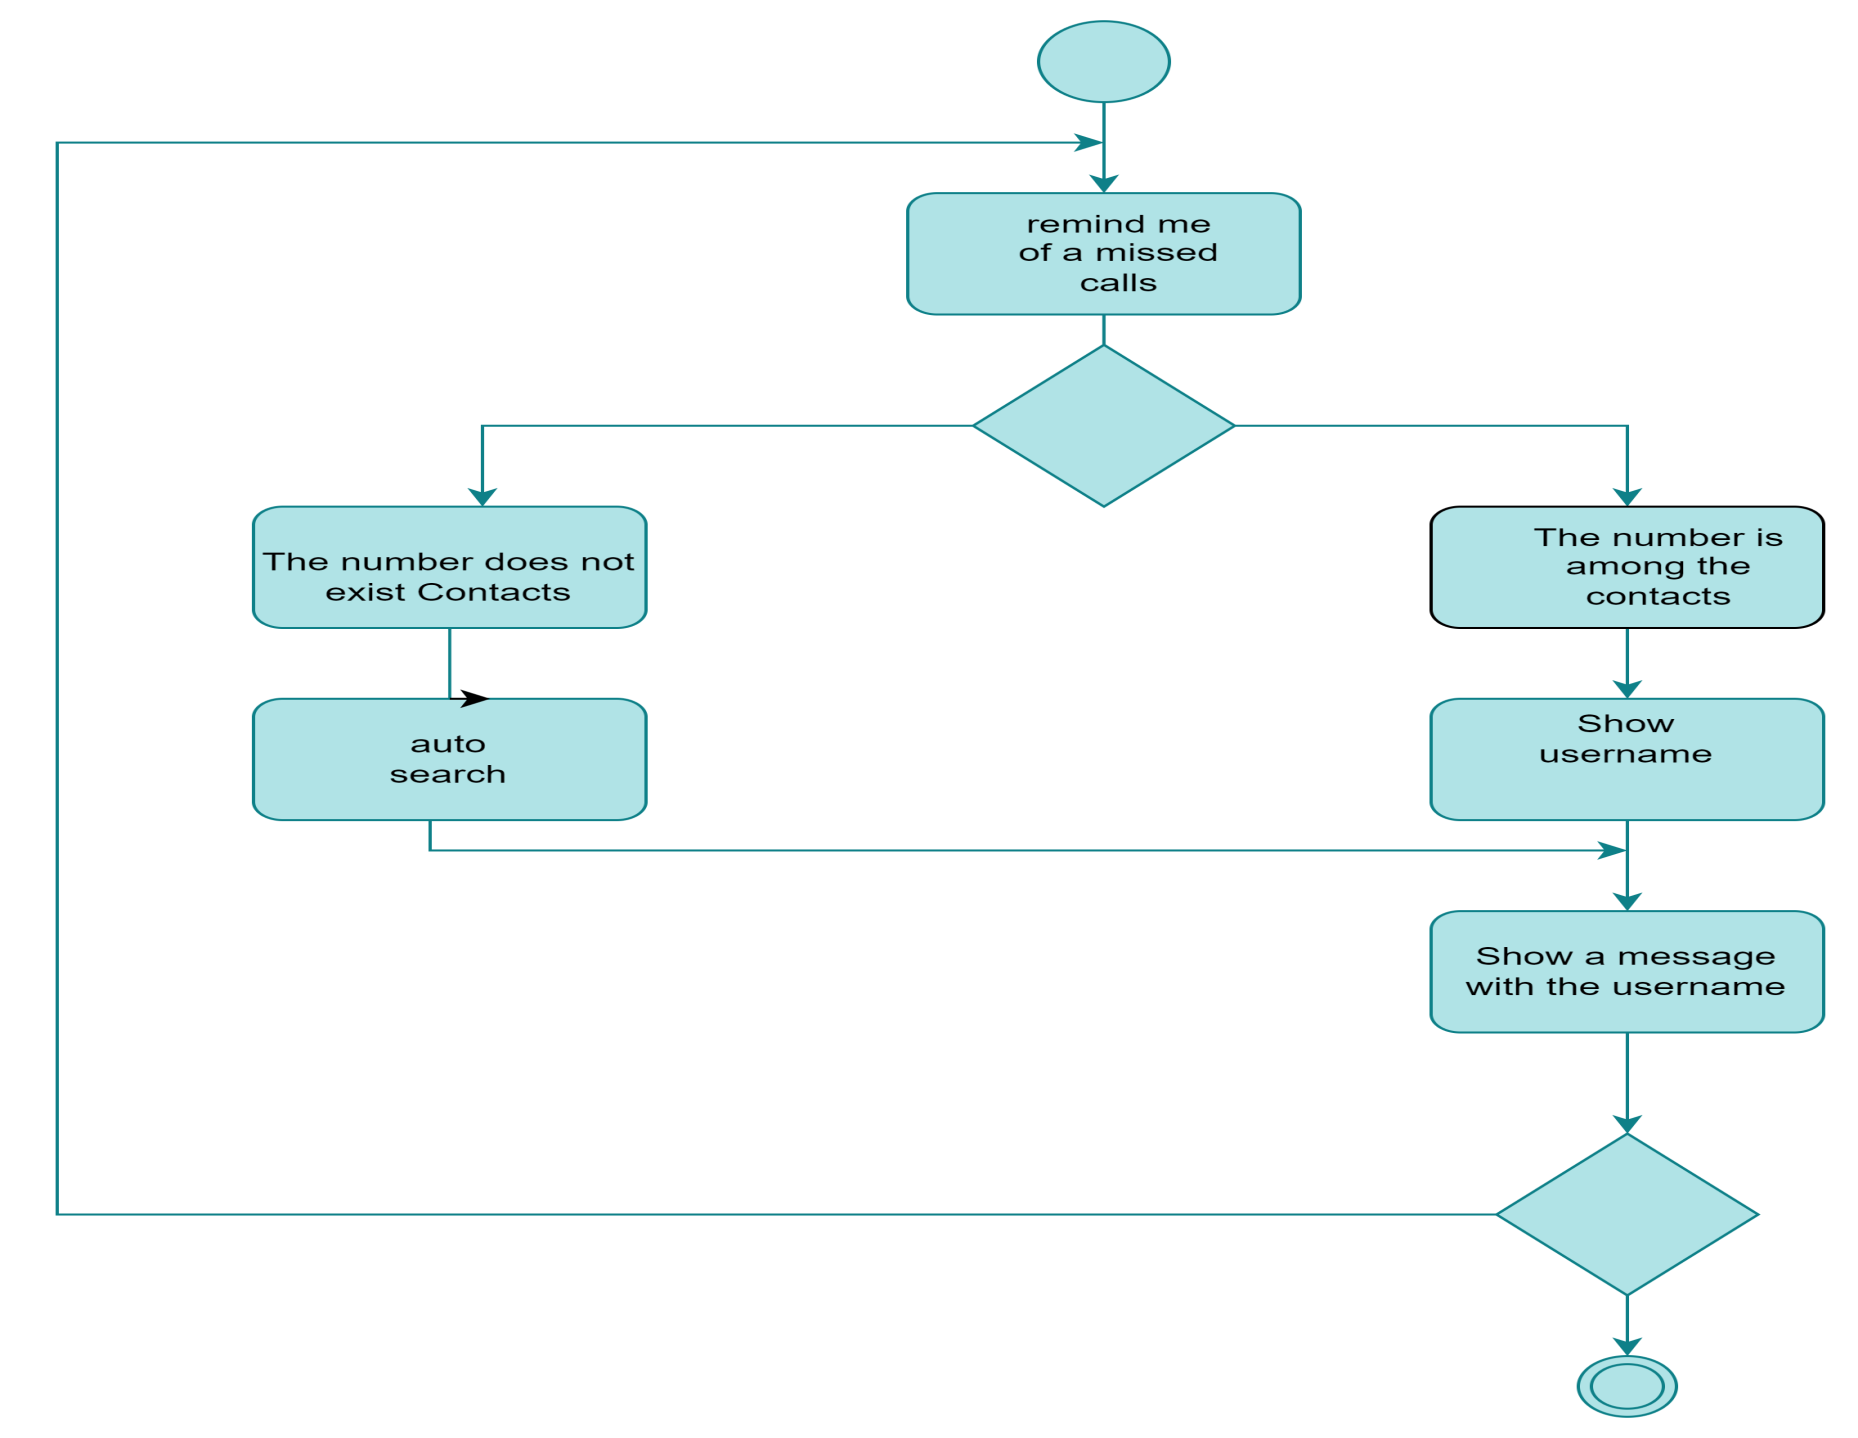 remind me
of a missed
calls
The number does not
exist Contacts
The number is
among the
contacts
auto
search
Show
username
Show a message
with the username